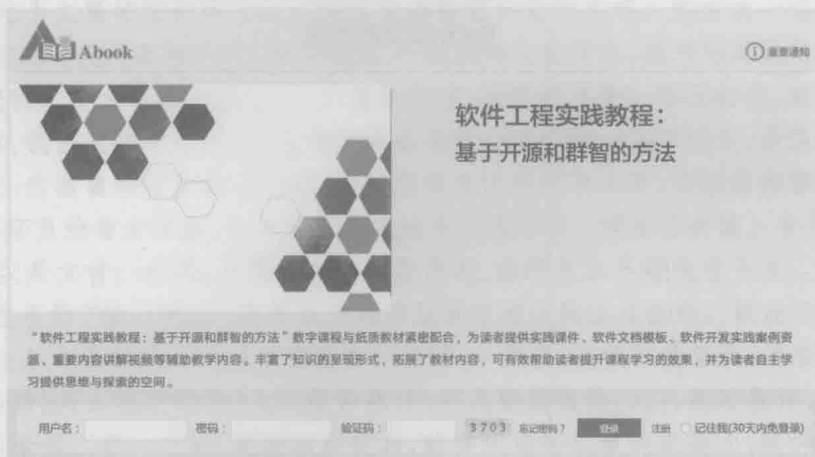 Abook
重要通知
软件工程实践教程：
基于开源和群智的方法
“软件工程实践教程：基于开源和群智的方法”数字课程与纸质教材紧密配合，为读者提供实践课件、软件文档模板、软件开发实践案例资
源、重要内容讲解视频等辅助教学内容。丰富了知识的呈现形式，拓展了教材内容，可有效帮助读者提升课程学习的效果，并为读者自主学
习提供思维与探索的空间。
用户名： 密码： 验证码： 3703 忘记密码？ 登录 注册 记住我(30天内免登录)